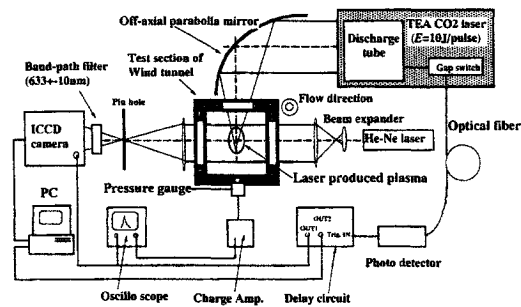 Off-axial parabolia mirror
TEA CO2 laser
(E=10J/pulse)
Discharge
tube
Gap switch
Band-path filter
(633+-10nm)
Test section of
Wind tunnel
Pin hole
Flow direction
Beam expander
He-Ne laser
Optical fiber
ICCD
camera
Laser produced plasma
Pressure gauge
PC
OUT2
OUT1
Trig. IN
Photo detector
Oscillo scope
Charge Amp.
Delay circuit